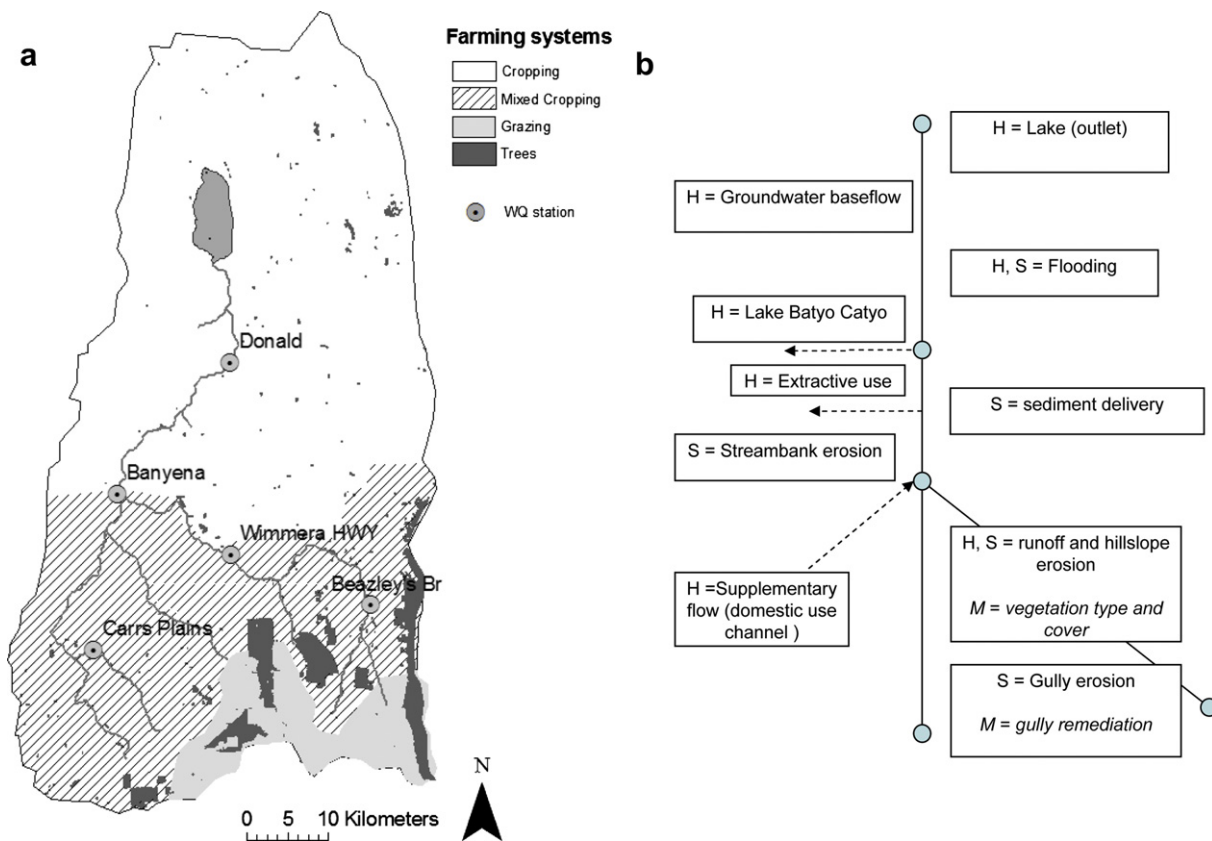 a
Farming systems
Cropping
Mixed Cropping
Grazing
Trees
WQ station
Donald
Banyena
Wimmera HWY
Beazley's Br
Carrs Plains
0 5 10 Kilometers
N
b
H = Lake (outlet)
H = Groundwater baseflow
H, S = Flooding
H = Lake Batyo Catyo
H = Extractive use
S = sediment delivery
S = Streambank erosion
H, S = runoff and hillslope
erosion
M = vegetation type and
cover
H =Supplementary
flow (domestic use
channel )
S = Gully erosion
M = gully remediation